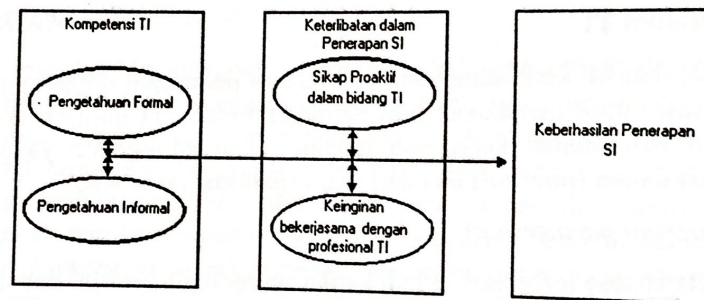 Kompetensi TI
Pengetahuan Formal
Pengetahuan Informal
Keterlibatan dalam
Penerapan SI
Sikap Proaktif
dalam bidang TI
Keinginan
bekerjasama dengan
profesional TI
Keberhasilan Penerapan
SI